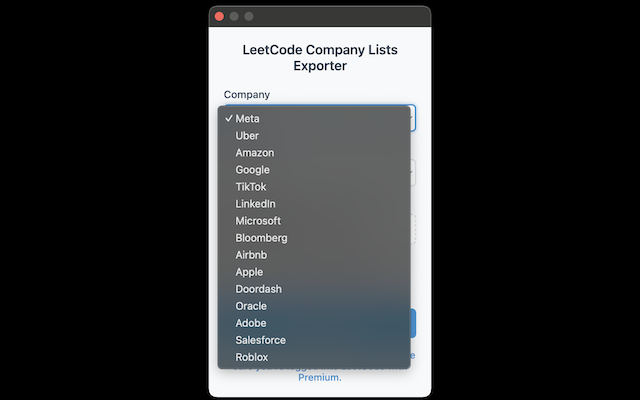 LeetCode Company Lists
Exporter
Company
✓ Meta
Uber
Amazon
Google
TikTok
LinkedIn
Microsoft
Bloomberg
Airbnb
Apple
Doordash
Oracle
Adobe
Salesforce
Roblox
Premium.